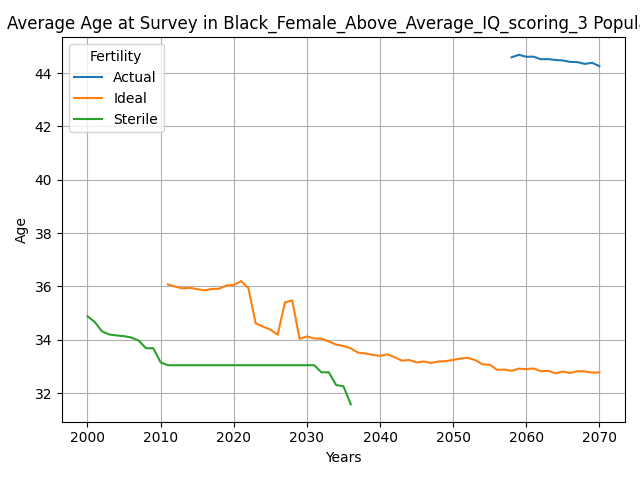 Average Age at Survey in Black_Female_Above_Average_IQ_scoring_3 Popul
Fertility
Actual
Ideal
Sterile
Age
44
42
40
38
36
34
32
2000 2010 2020 2030 2040 2050 2060 2070
Years